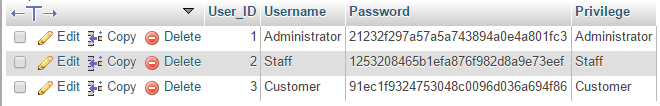 User_ID Username Password Privilege
Edit Copy Delete 1 Administrator 21232f297a57a5a743894a0e4a801fc3 Administrator
Edit Copy Delete 2 Staff 1253208465b1efa876f982d8a9e73eef Staff
Edit Copy Delete 3 Customer 91ec1f9324753048c0096d036a694f86 Customer